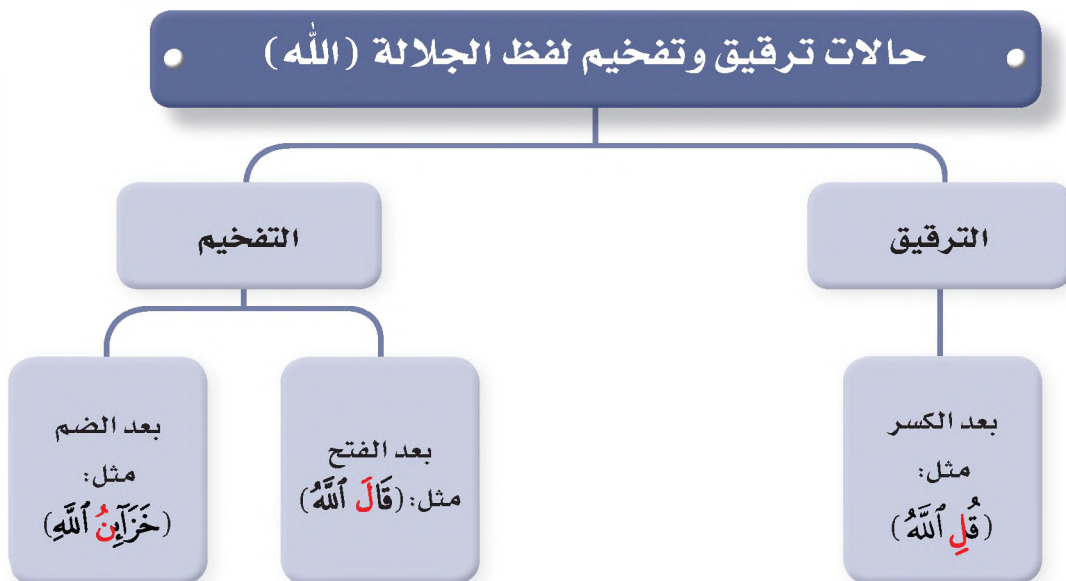 حالات ترقيق وتفخيم لفظ الجلالة (الله)
الترقيق
التفخيم
بعد الكسر
مثل:
(قُلِ ٱللَّهُ)
بعد الفتح
مثل: (قَالَ ٱللَّهُ)
بعد الضم
مثل:
(خَزَآئِنُ ٱللَّهِ)